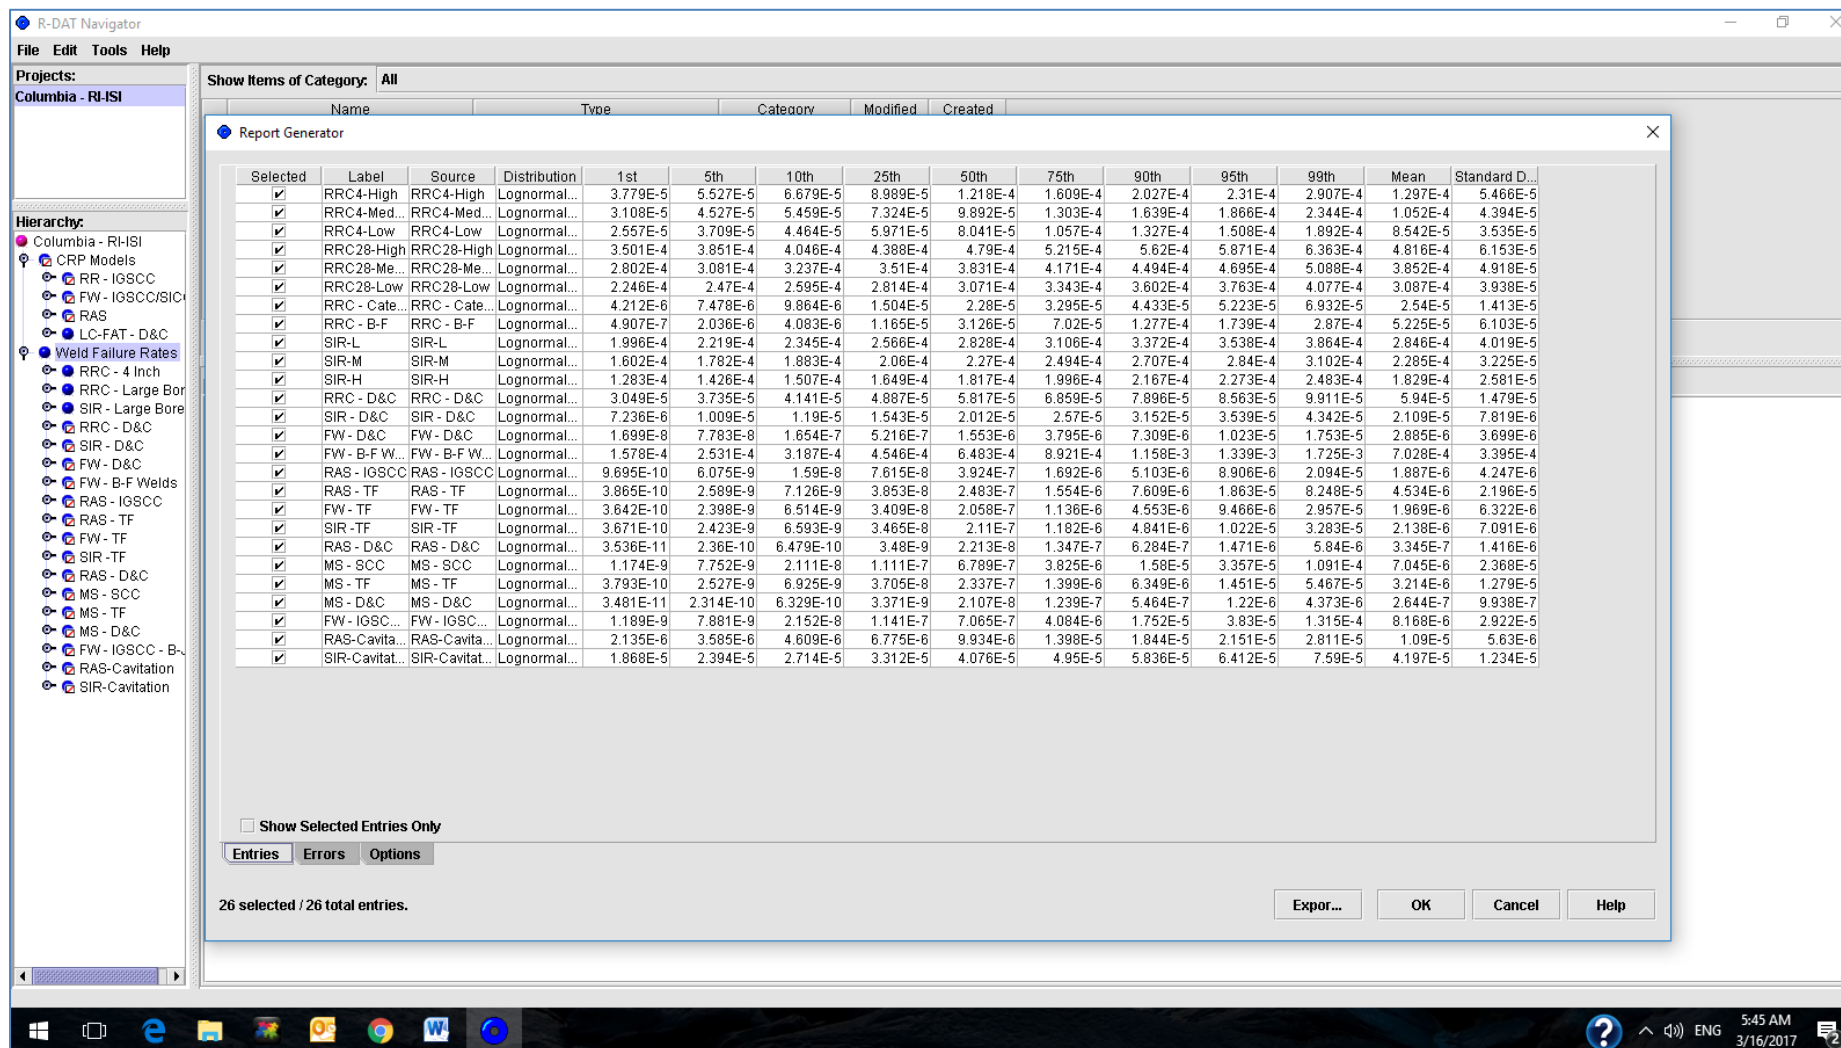 R-DAT Navigator
File Edit Tools Help
Projects:
Columbia - RI-ISI
Show Items of Category: All
Name Type Category Modified Created
Report Generator
Selected Label Source Distribution 1st 5th 10th 25th 50th 75th 90th 95th 99th Mean Standard D...
RRC4-High RRC4-High Lognormal... 3.779E-5 5.527E-5 6.679E-5 8.989E-5 1.218E-4 1.609E-4 2.027E-4 2.31E-4 2.907E-4 1.297E-4 5.466E-5
RRC4-Med... RRC4-Med... Lognormal... 3.108E-5 4.527E-5 5.459E-5 7.324E-5 9.892E-5 1.303E-4 1.639E-4 1.866E-4 2.344E-4 1.052E-4 4.394E-5
RRC4-Low RRC4-Low Lognormal... 2.557E-5 3.709E-5 4.464E-5 5.971E-5 8.041E-5 1.057E-4 1.327E-4 1.508E-4 1.892E-4 8.542E-5 3.535E-5
RRC28-High RRC28-High Lognormal... 3.501E-4 3.851E-4 4.046E-4 4.388E-4 4.79E-4 5.215E-4 5.62E-4 5.871E-4 6.363E-4 4.816E-4 6.153E-5
RRC28-Me... RRC28-Me... Lognormal... 2.802E-4 3.081E-4 3.237E-4 3.51E-4 3.831E-4 4.171E-4 4.494E-4 4.695E-4 5.088E-4 3.852E-4 4.918E-5
RRC28-Low RRC28-Low Lognormal... 2.246E-4 2.47E-4 2.595E-4 2.814E-4 3.071E-4 3.343E-4 3.602E-4 3.763E-4 4.077E-4 3.087E-4 3.938E-5
RRC - Cate... RRC - Cate... Lognormal... 4.212E-6 7.478E-6 9.864E-6 1.504E-5 2.28E-5 3.295E-5 4.433E-5 5.223E-5 6.932E-5 2.54E-5 1.413E-5
RRC - B-F RRC - B-F Lognormal... 4.907E-7 2.036E-6 4.083E-6 1.165E-5 3.126E-5 7.02E-5 1.277E-4 1.739E-4 2.87E-4 5.225E-5 6.103E-5
SIR-L SIR-L Lognormal... 1.996E-4 2.219E-4 2.345E-4 2.566E-4 2.828E-4 3.106E-4 3.372E-4 3.538E-4 3.864E-4 2.846E-4 4.019E-5
SIR-M SIR-M Lognormal... 1.602E-4 1.782E-4 1.883E-4 2.06E-4 2.27E-4 2.494E-4 2.707E-4 2.84E-4 3.102E-4 2.285E-4 3.225E-5
SIR-H SIR-H Lognormal... 1.283E-4 1.426E-4 1.507E-4 1.649E-4 1.817E-4 1.996E-4 2.167E-4 2.273E-4 2.483E-4 1.829E-4 2.581E-5
RRC - D&C RRC - D&C Lognormal... 3.049E-5 3.735E-5 4.141E-5 4.887E-5 5.817E-5 6.859E-5 7.896E-5 8.563E-5 9.911E-5 5.94E-5 1.479E-5
SIR - D&C SIR - D&C Lognormal... 7.236E-6 1.009E-5 1.19E-5 1.543E-5 2.012E-5 2.57E-5 3.152E-5 3.539E-5 4.342E-5 2.109E-5 7.819E-6
FW - D&C FW - D&C Lognormal... 1.699E-8 7.783E-8 1.654E-7 5.216E-7 1.553E-6 3.795E-6 7.309E-6 1.023E-5 1.753E-5 2.885E-6 3.699E-6
FW - B-F W... FW - B-F W... Lognormal... 1.578E-4 2.531E-4 3.187E-4 4.546E-4 6.483E-4 8.921E-4 1.158E-3 1.339E-3 1.725E-3 7.028E-4 3.395E-4
RAS - IGSCC RAS - IGSCC Lognormal... 9.695E-10 6.075E-9 1.59E-8 7.615E-8 3.924E-7 1.692E-6 5.103E-6 8.906E-6 2.094E-5 1.887E-6 4.247E-6
RAS - TF RAS - TF Lognormal... 3.865E-10 2.589E-9 7.126E-9 3.853E-8 2.483E-7 1.554E-6 7.609E-6 1.863E-5 8.248E-5 4.534E-6 2.196E-5
FW - TF FW - TF Lognormal... 3.642E-10 2.398E-9 6.514E-9 3.409E-8 2.058E-7 1.136E-6 4.553E-6 9.466E-6 2.957E-5 1.969E-6 6.322E-6
SIR -TF SIR -TF Lognormal... 3.671E-10 2.423E-9 6.593E-9 3.465E-8 2.11E-7 1.182E-6 4.841E-6 1.022E-5 3.283E-5 2.138E-6 7.091E-6
RAS - D&C RAS - D&C Lognormal... 3.536E-11 2.36E-10 6.479E-10 3.48E-9 2.213E-8 1.347E-7 6.284E-7 1.471E-6 5.84E-6 3.345E-7 1.416E-6
MS - SCC MS - SCC Lognormal... 1.174E-9 7.752E-9 2.111E-8 1.111E-7 6.789E-7 3.825E-6 1.58E-5 3.357E-5 1.091E-4 7.045E-6 2.368E-5
MS - TF MS - TF Lognormal... 3.793E-10 2.527E-9 6.925E-9 3.705E-8 2.337E-7 1.399E-6 6.349E-6 1.451E-5 5.467E-5 3.214E-6 1.279E-5
MS - D&C MS - D&C Lognormal... 3.481E-11 2.314E-10 6.329E-10 3.371E-9 2.107E-8 1.239E-7 5.464E-7 1.22E-6 4.373E-6 2.644E-7 9.938E-7
FW - IGSC... FW - IGSC... Lognormal... 1.189E-9 7.881E-9 2.152E-8 1.141E-7 7.065E-7 4.084E-6 1.752E-5 3.83E-5 1.315E-4 8.168E-6 2.922E-5
RAS-Cavita... RAS-Cavita... Lognormal... 2.135E-6 3.585E-6 4.609E-6 6.775E-6 9.934E-6 1.398E-5 1.844E-5 2.151E-5 2.811E-5 1.09E-5 5.63E-6
SIR-Cavitat... SIR-Cavitat... Lognormal... 1.868E-5 2.394E-5 2.714E-5 3.312E-5 4.076E-5 4.95E-5 5.836E-5 6.412E-5 7.59E-5 4.197E-5 1.234E-5
Show Selected Entries Only
Entries Errors Options
26 selected / 26 total entries.
Expor... OK Cancel Help
Hierarchy:
Columbia - RI-ISI
CRP Models
RR - IGSCC
FW - IGSCC/SIC
RAS
LC-FAT - D&C
Weld Failure Rates
RRC - 4 Inch
RRC - Large Bor
SIR - Large Bore
RRC - D&C
SIR - D&C
FW - D&C
FW - B-F Welds
RAS - IGSCC
RAS - TF
FW - TF
SIR -TF
RAS - D&C
MS - SCC
MS - TF
MS - D&C
FW - IGSCC - B-
RAS-Cavitation
SIR-Cavitation
ENG
5:45 AM
3/16/2017
2